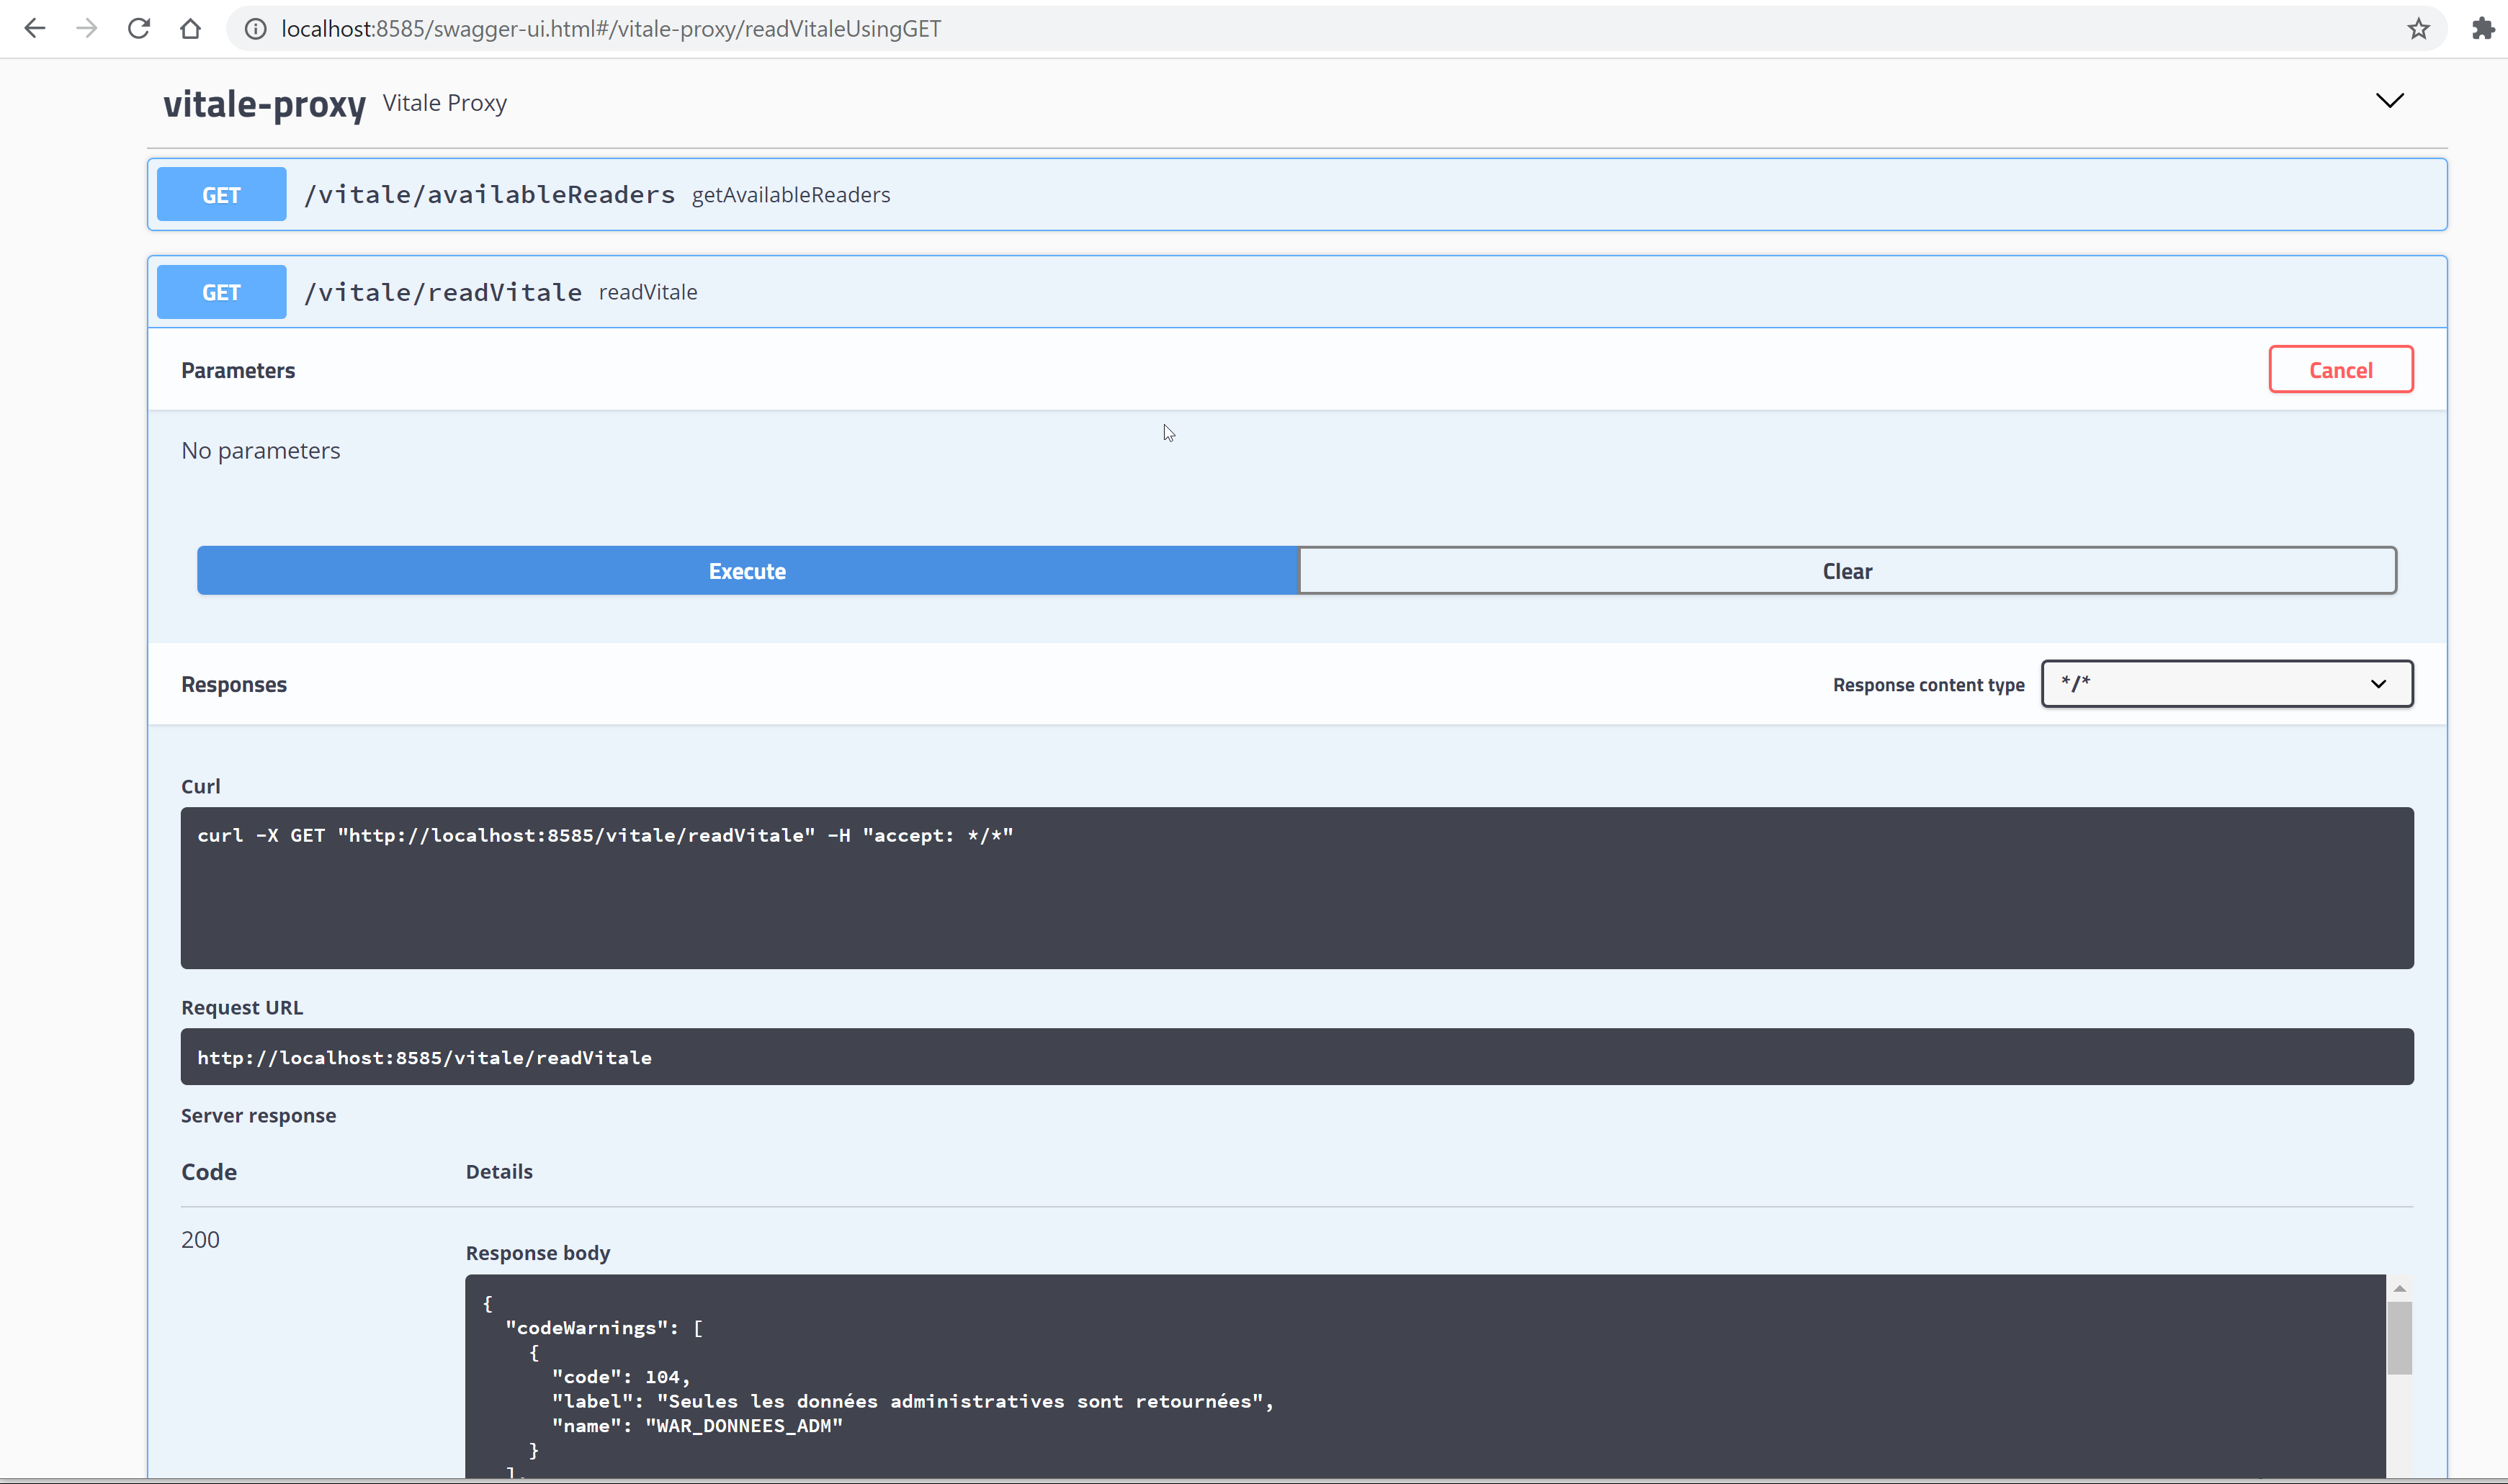 localhost:8585/swagger-ui.html#/vitale-proxy/readVitaleUsingGET
vitale-proxy Vitale Proxy
GET /vitale/availableReaders getAvailableReaders
GET /vitale/readVitale readVitale
Parameters Cancel
No parameters
Execute Clear
Responses Response content type */*
Curl
curl -X GET "http://localhost:8585/vitale/readVitale" -H "accept: */*"
Request URL
http://localhost:8585/vitale/readVitale
Server response
Code Details
200
Response body
{
"codeWarnings": [
{
"code": 104,
"label": "Seules les données administratives sont retournées",
"name": "WAR_DONNEES_ADM"
}
],